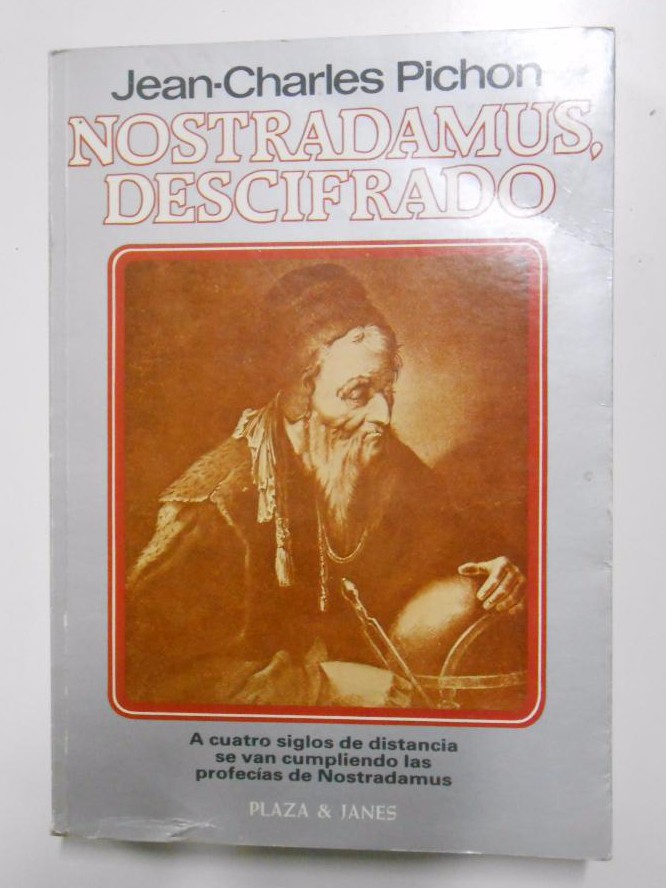 Jean-Charles Pichon
NOSTRADAMUS,
DESCIFRADO
A cuatro siglos de distancia
se van cumpliendo las
profecías de Nostradamus
PLAZA & JANES